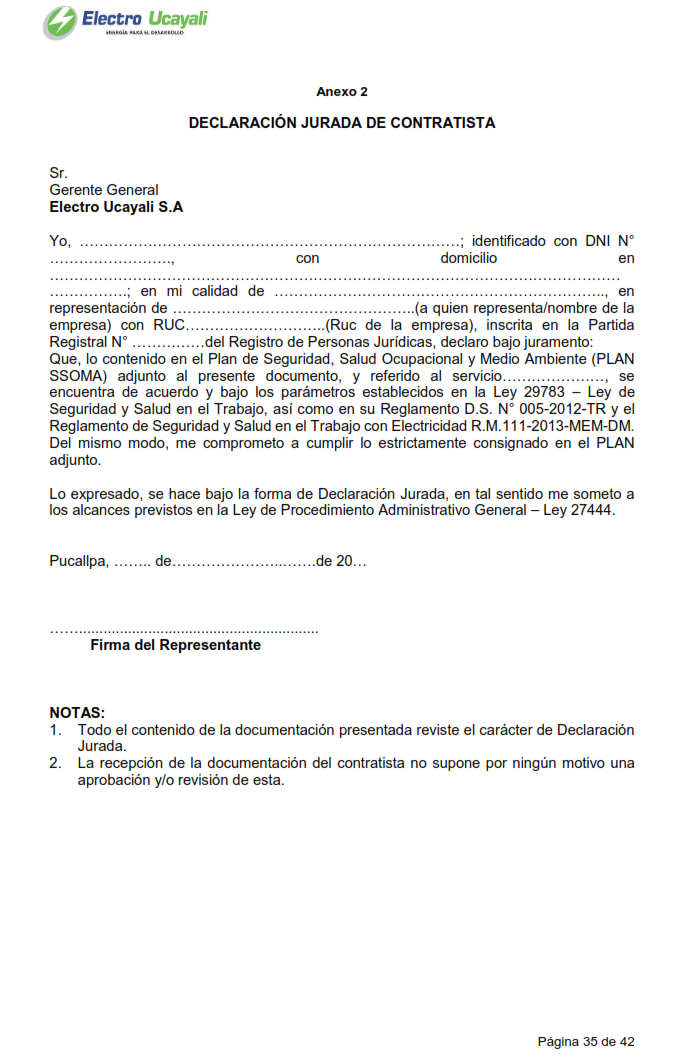 Electro Ucayali
ENERGÍA PARA EL DESARROLLO
Anexo 2
DECLARACIÓN JURADA DE CONTRATISTA
Sr.
Gerente General
Electro Ucayali S.A
Yo, ……………………………………………………………………; identificado con DNI N°
……………………., con domicilio en
………………………………………………………………………………………………………
…………….; en mi calidad de ………………………………………………………….., en
representación de …………………………………………..(a quien representa/nombre de la
empresa) con RUC………………………..(Ruc de la empresa), inscrita en la Partida
Registral N° ……………del Registro de Personas Jurídicas, declaro bajo juramento:
Que, lo contenido en el Plan de Seguridad, Salud Ocupacional y Medio Ambiente (PLAN
SSOMA) adjunto al presente documento, y referido al servicio…………………, se
encuentra de acuerdo y bajo los parámetros establecidos en la Ley 29783 – Ley de
Seguridad y Salud en el Trabajo, así como en su Reglamento D.S. N° 005-2012-TR y el
Reglamento de Seguridad y Salud en el Trabajo con Electricidad R.M.111-2013-MEM-DM.
Del mismo modo, me comprometo a cumplir lo estrictamente consignado en el PLAN
adjunto.
Lo expresado, se hace bajo la forma de Declaración Jurada, en tal sentido me someto a
los alcances previstos en la Ley de Procedimiento Administrativo General – Ley 27444.
Pucallpa, …….. de…………………..…….de 20…
……...........................................................
Firma del Representante
NOTAS:
1. Todo el contenido de la documentación presentada reviste el carácter de Declaración
Jurada.
2. La recepción de la documentación del contratista no supone por ningún motivo una
aprobación y/o revisión de esta.
Página 35 de 42